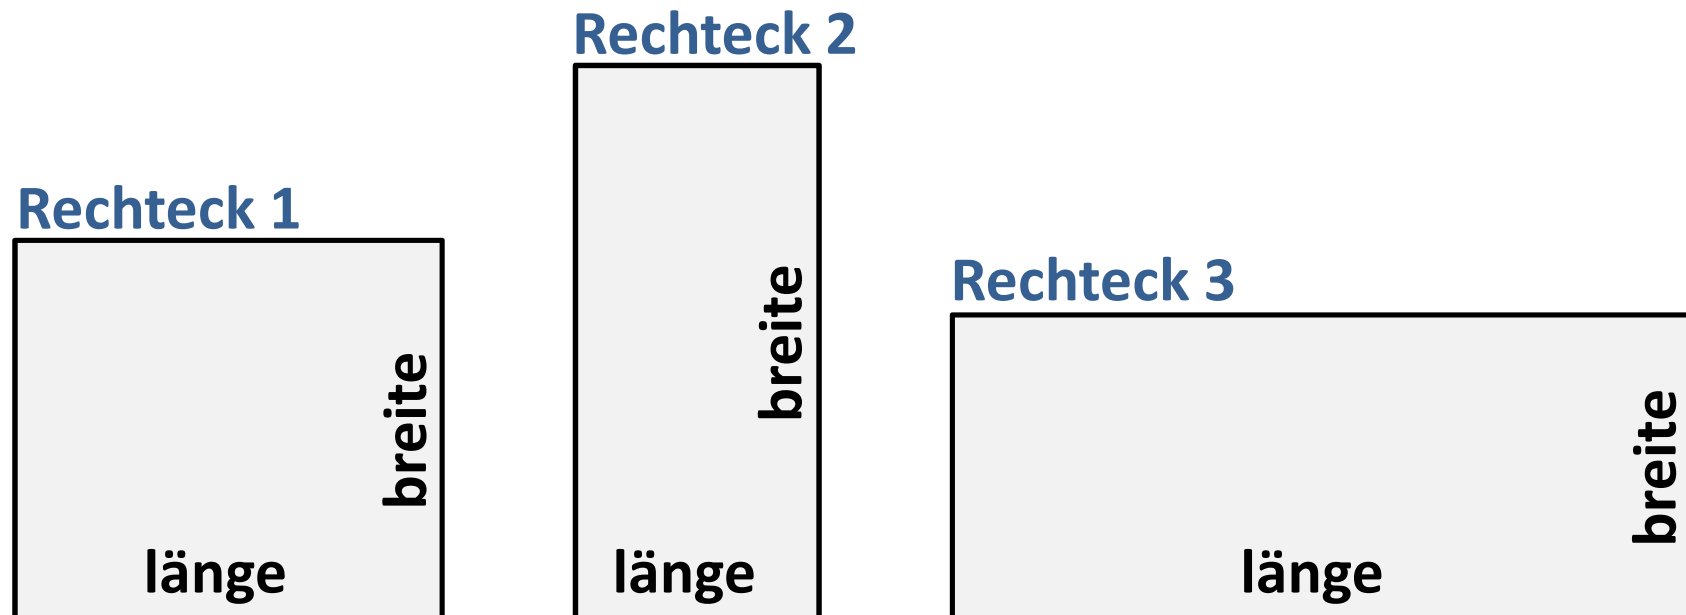 Rechteck 1
breite
länge
Rechteck 2
breite
länge
Rechteck 3
breite
länge